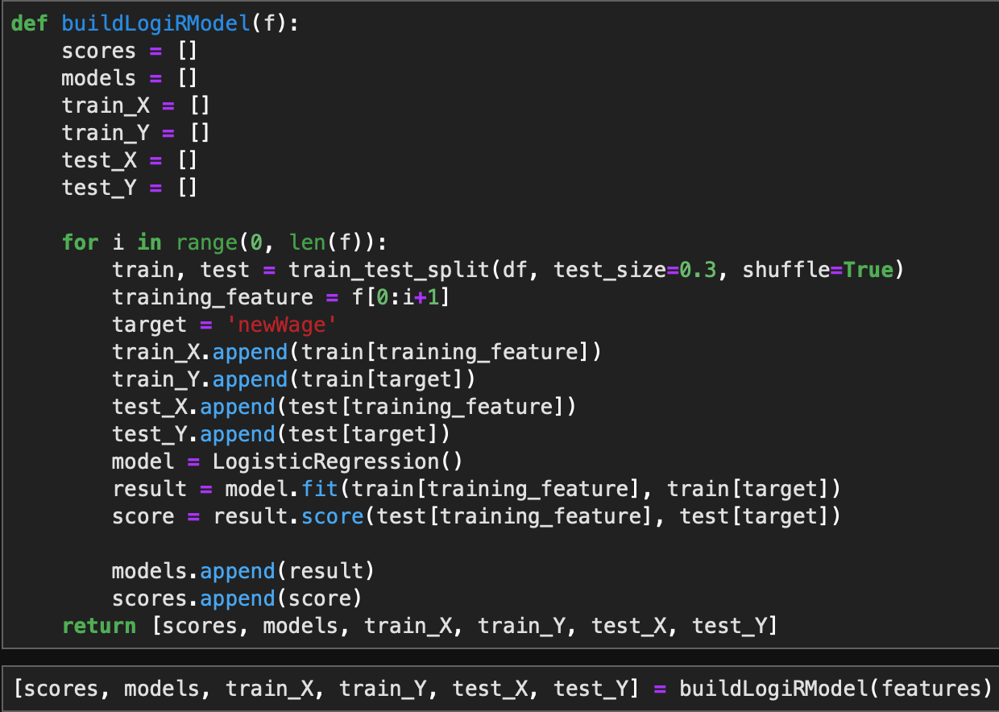 def buildLogiRModel(f):
    scores = []
    models = []
    train_X = []
    train_Y = []
    test_X = []
    test_Y = []

    for i in range(0, len(f)):
        train, test = train_test_split(df, test_size=0.3, shuffle=True)
        training_feature = f[0:i+1]
        target = 'newWage'
        train_X.append(train[training_feature])
        train_Y.append(train[target])
        test_X.append(test[training_feature])
        test_Y.append(test[target])
        model = LogisticRegression()
        result = model.fit(train[training_feature], train[target])
        score = result.score(test[training_feature], test[target])

        models.append(result)
        scores.append(score)
    return [scores, models, train_X, train_Y, test_X, test_Y]

[scores, models, train_X, train_Y, test_X, test_Y] = buildLogiRModel(features)